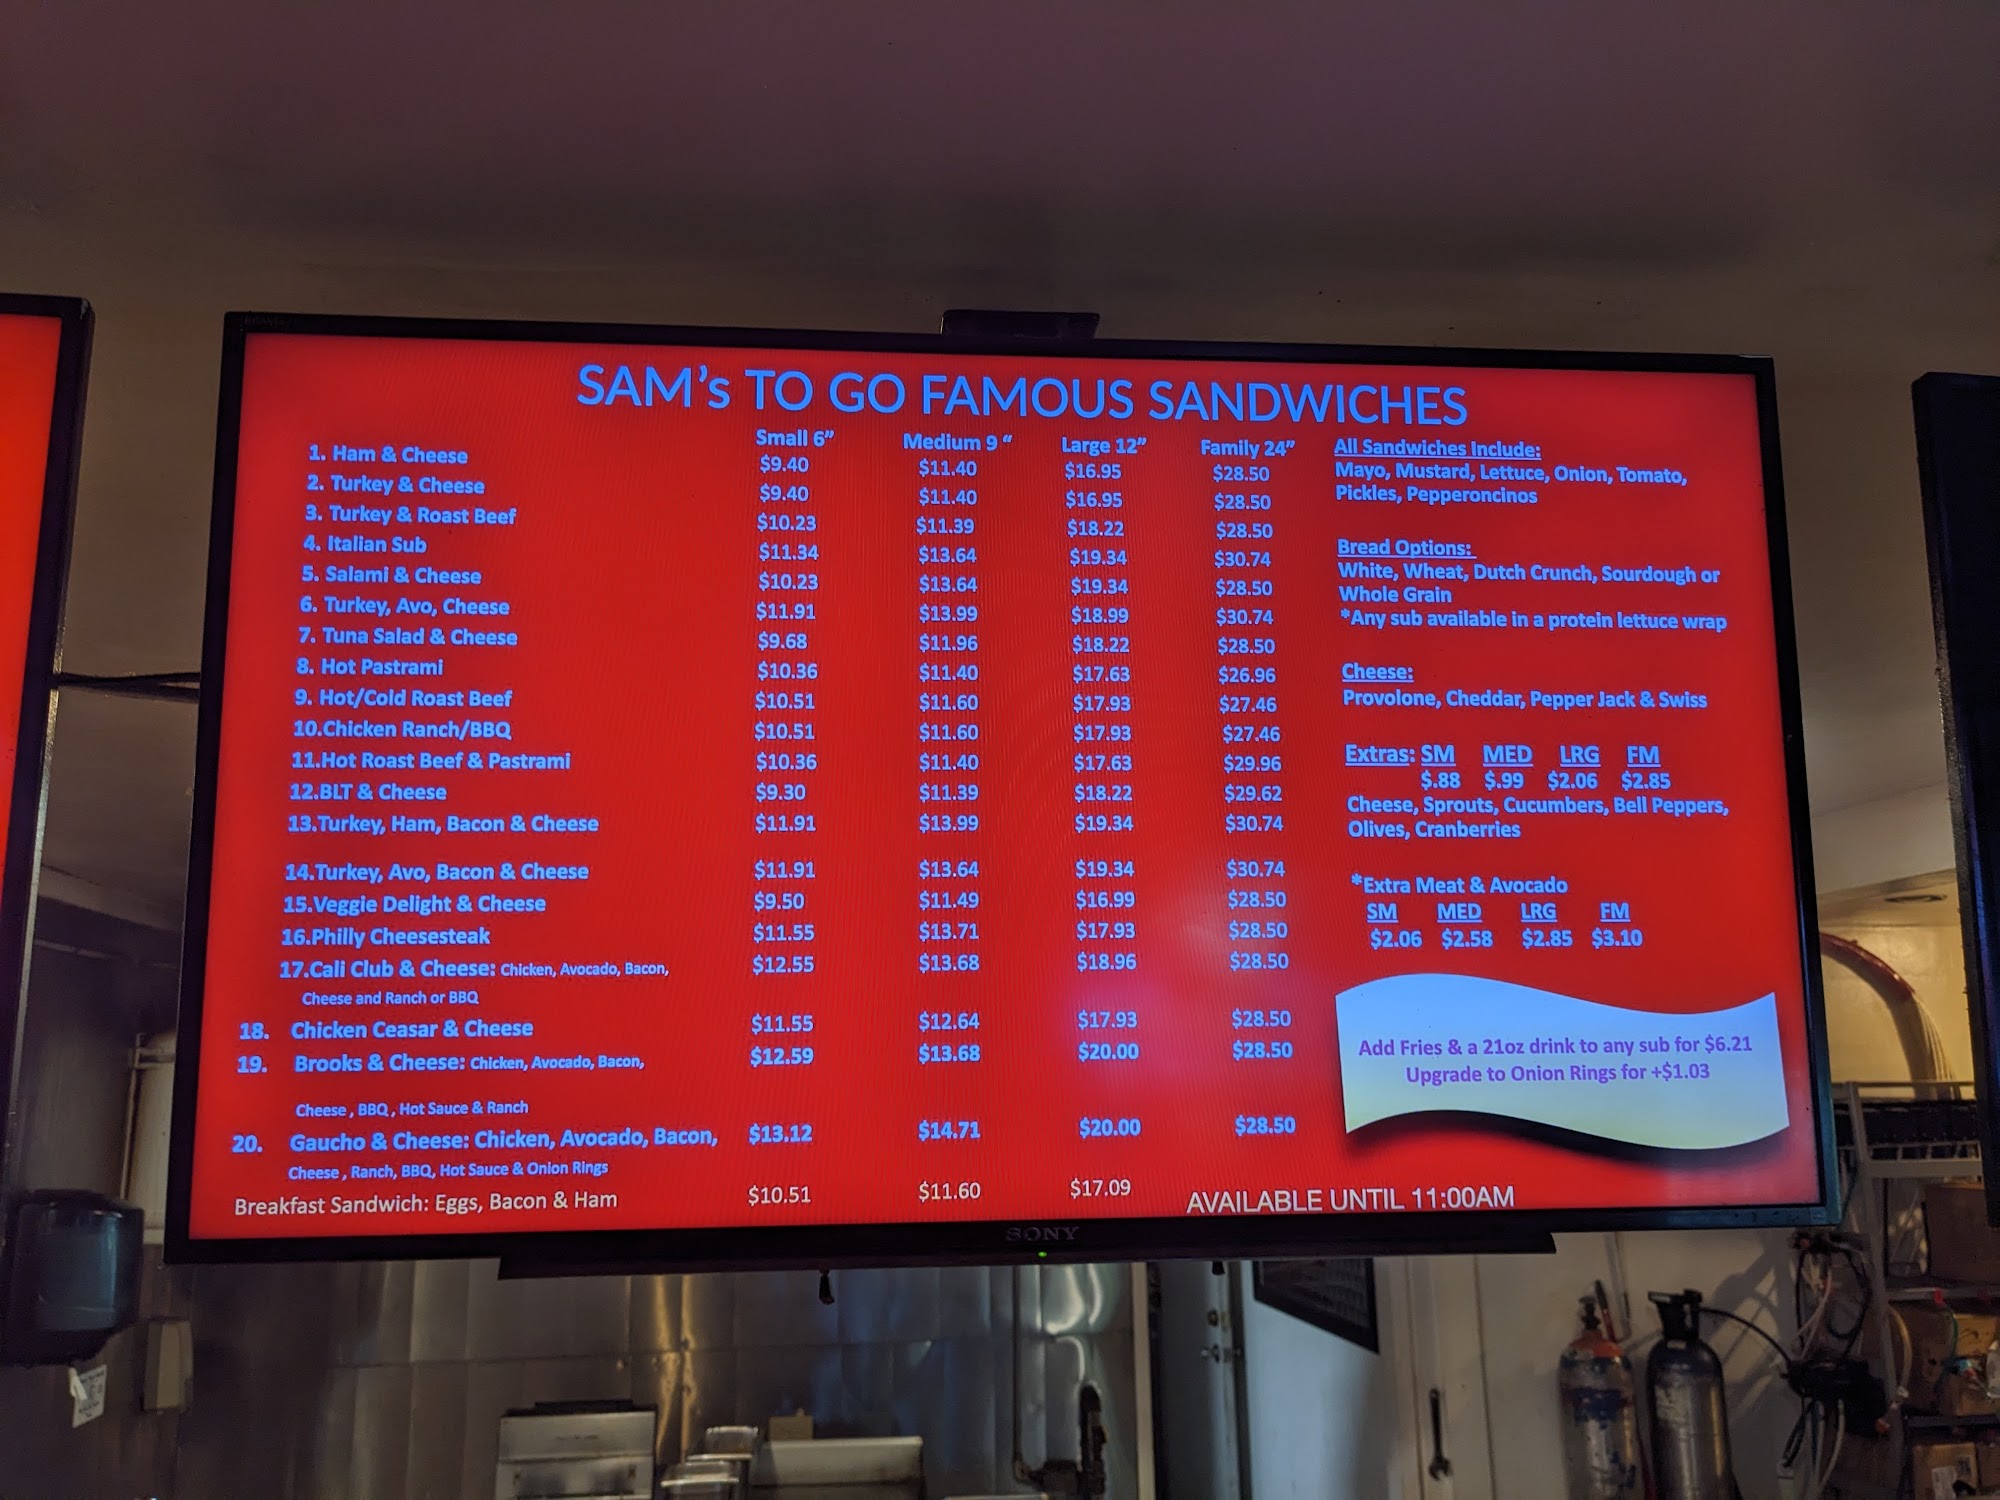 SAM's TO GO FAMOUS SANDWICHES
Small 6” Medium 9 “ Large 12” Family 24”
1. Ham & Cheese $9.40 $11.40 $16.95 $28.50
2. Turkey & Cheese $9.40 $11.40 $16.95 $28.50
3. Turkey & Roast Beef $10.23 $11.39 $18.22 $28.50
4. Italian Sub $11.34 $13.64 $19.34 $30.74
5. Salami & Cheese $10.23 $13.64 $19.34 $28.50
6. Turkey, Avo, Cheese $11.91 $13.99 $18.99 $30.74
7. Tuna Salad & Cheese $9.68 $11.96 $18.22 $28.50
8. Hot Pastrami $10.36 $11.40 $17.63 $26.96
9. Hot/Cold Roast Beef $10.51 $11.60 $17.93 $27.46
10.Chicken Ranch/BBQ $10.51 $11.60 $17.93 $27.46
11.Hot Roast Beef & Pastrami $10.36 $11.40 $17.63 $29.96
12.BLT & Cheese $9.30 $11.39 $18.22 $29.62
13.Turkey, Ham, Bacon & Cheese $11.91 $13.99 $19.34 $30.74
14.Turkey, Avo, Bacon & Cheese $11.91 $13.64 $19.34 $30.74
15.Veggie Delight & Cheese $9.50 $11.49 $16.99 $28.50
16.Philly Cheesesteak $11.55 $13.71 $17.93 $28.50
17.Cali Club & Cheese: Chicken, Avocado, Bacon, $12.55 $13.68 $18.96 $28.50
Cheese and Ranch or BBQ
18. Chicken Ceasar & Cheese $11.55 $12.64 $17.93 $28.50
19. Brooks & Cheese: Chicken, Avocado, Bacon, $12.59 $13.68 $20.00 $28.50
Cheese , BBQ , Hot Sauce & Ranch
20. Gaucho & Cheese: Chicken, Avocado, Bacon, $13.12 $14.71 $20.00 $28.50
Cheese , Ranch, BBQ, Hot Sauce & Onion Rings
Breakfast Sandwich: Eggs, Bacon & Ham $10.51 $11.60 $17.09 AVAILABLE UNTIL 11:00AM
All Sandwiches Include:
Mayo, Mustard, Lettuce, Onion, Tomato,
Pickles, Pepperoncinos
Bread Options:
White, Wheat, Dutch Crunch, Sourdough or
Whole Grain
*Any sub available in a protein lettuce wrap
Cheese:
Provolone, Cheddar, Pepper Jack & Swiss
Extras: SM MED LRG FM
$.88 $.99 $2.06 $2.85
Cheese, Sprouts, Cucumbers, Bell Peppers,
Olives, Cranberries
*Extra Meat & Avocado
SM MED LRG FM
$2.06 $2.58 $2.85 $3.10
Add Fries & a 21oz drink to any sub for $6.21
Upgrade to Onion Rings for +$1.03
SONY